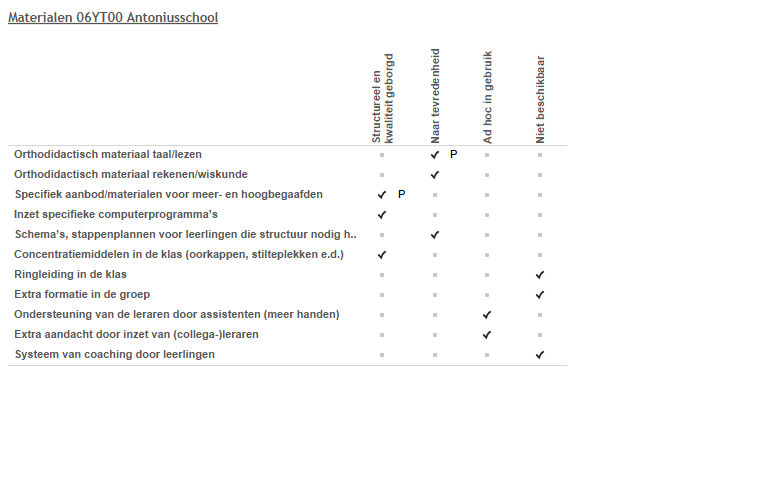 Materialen 06YT00 Antoniusschool
Structureel en
kwaliteit geborgd
Naar tevredenheid
Ad hoc in gebruik
Niet beschikbaar
Orthodidactisch materiaal taal/lezen P
Orthodidactisch materiaal rekenen/wiskunde
Specifiek aanbod/materialen voor meer- en hoogbegaafden P
Inzet specifieke computerprogramma's
Schema's, stappenplannen voor leerlingen die structuur nodig h..
Concentratiemiddelen in de klas (oorkappen, stilteplekken e.d.)
Ringleiding in de klas
Extra formatie in de groep
Ondersteuning van de leraren door assistenten (meer handen)
Extra aandacht door inzet van (collega-)leraren
Systeem van coaching door leerlingen